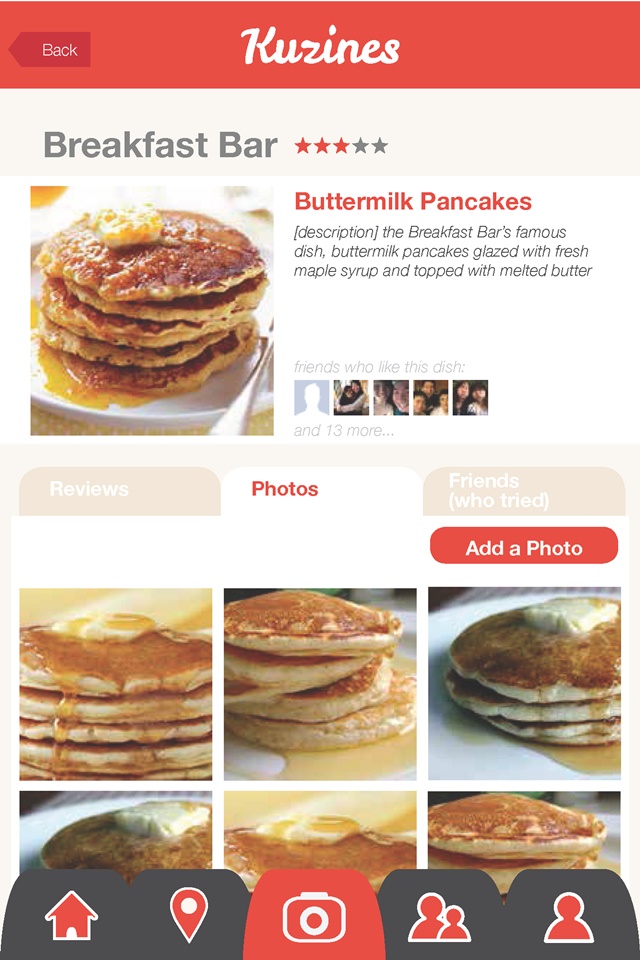 Back
Kuzines
Breakfast Bar
Buttermilk Pancakes
[description] the Breakfast Bar's famous
dish, buttermilk pancakes glazed with fresh
maple syrup and topped with melted butter
friends who like this dish:
and 13 more...
Reviews
Photos
Friends
(who tried)
Add a Photo